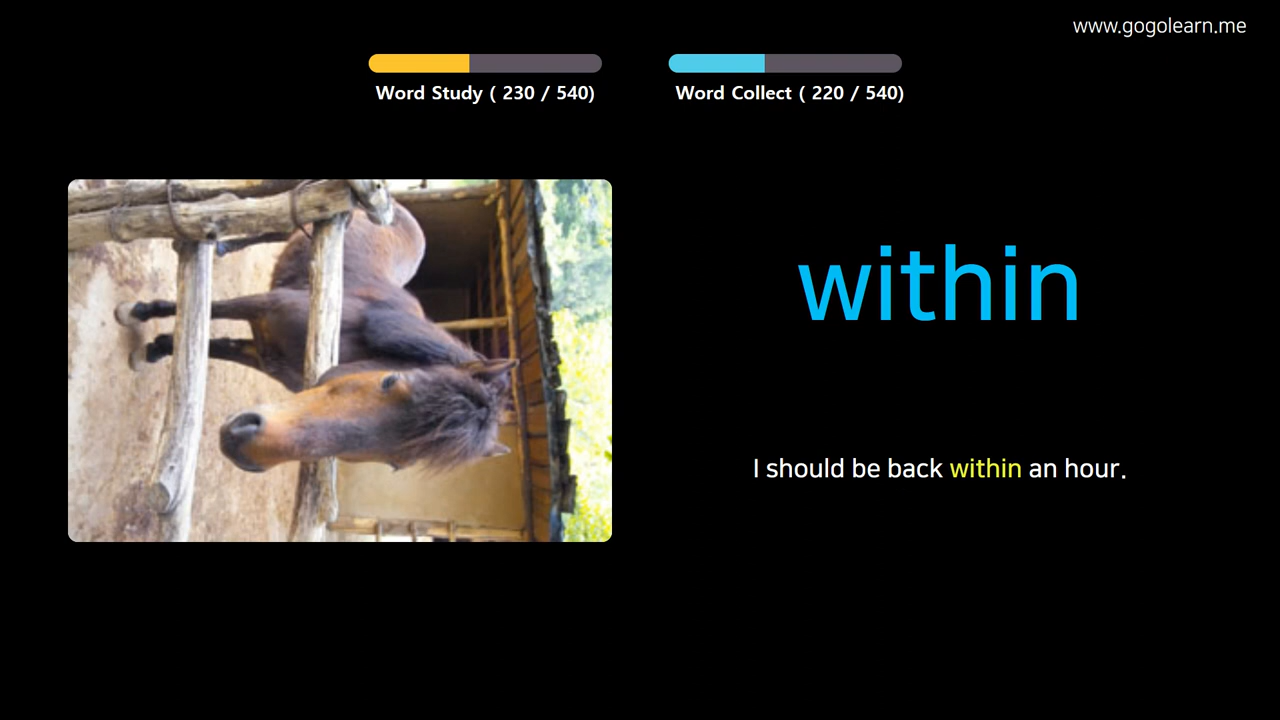 www.gogolearn.me
Word Study ( 230 / 540)
Word Collect ( 220 / 540)
within
I should be back within an hour.